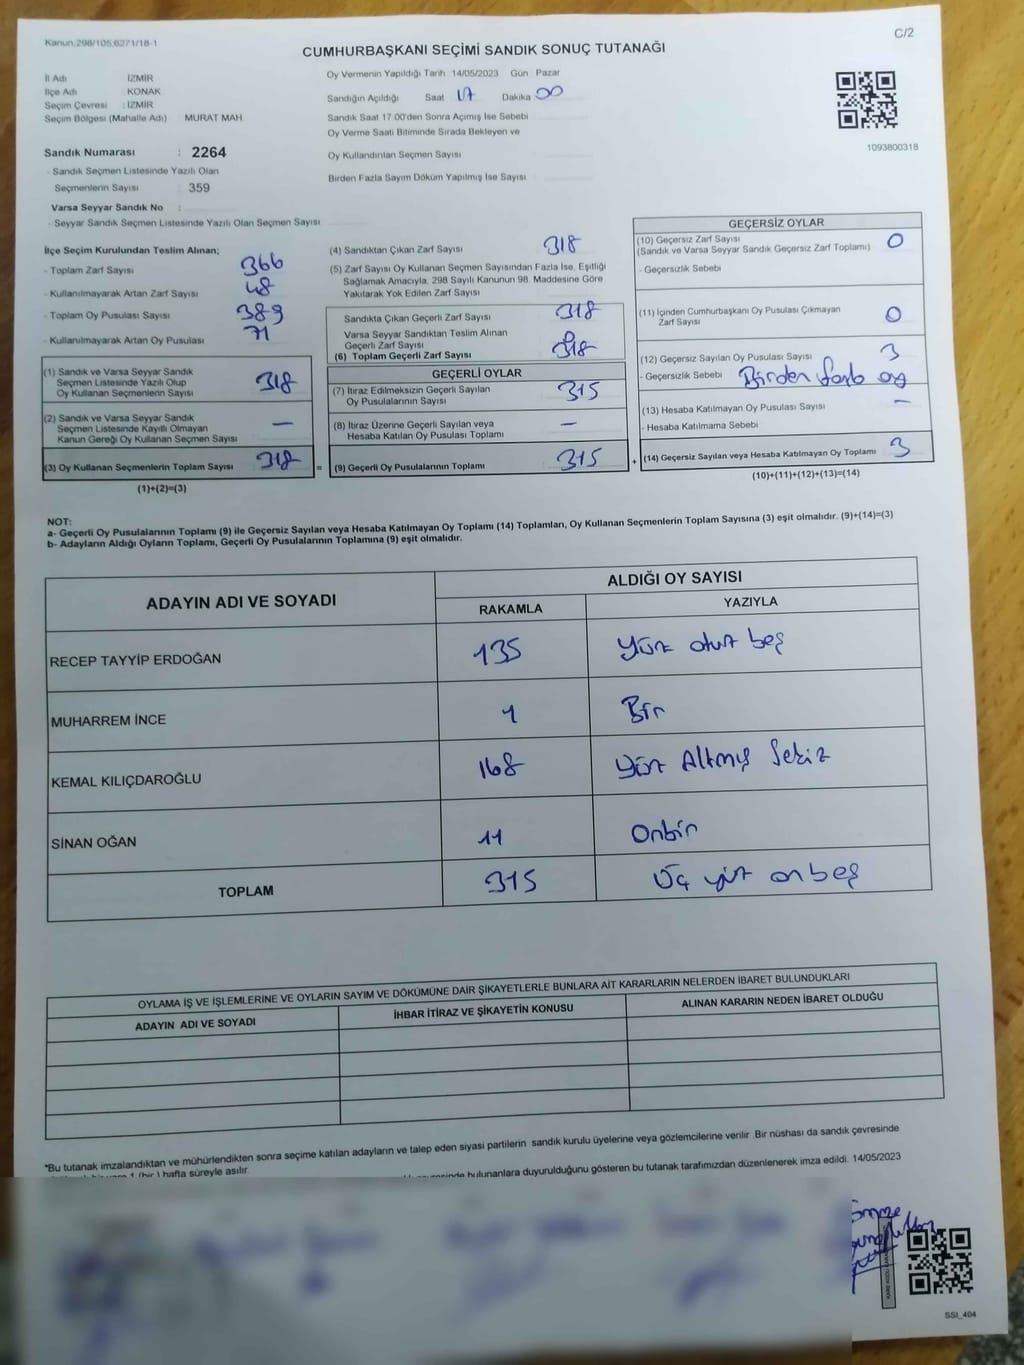 Kanun.298/105,6271/18-1
C/2
CUMHURBAŞKANI SEÇİMİ SANDIK SONUÇ TUTANAĞI
İl Adı : İZMİR
İlçe Adı : KONAK
Seçim Çevresi : İZMİR
Seçim Bölgesi (Mahalle Adı) MURAT MAH.
Sandık Numarası : 2264
- Sandık Seçmen Listesinde Yazılı Olan
Seçmenlerin Sayısı : 359
Varsa Seyyar Sandık No :
- Seyyar Sandık Seçmen Listesinde Yazılı Olan Seçmen Sayısı
Oy Vermenin Yapıldığı Tarih 14/05/2023 Gün Pazar
Sandığın Açıldığı Saat 17 Dakika 00
Sandık Saat 17.00'den Sonra Açımış İse Sebebi
Oy Verme Saati Bitiminde Sırada Bekleyen ve
Oy Kullandırılan Seçmen Sayısı
Birden Fazla Sayım Döküm Yapılmış İse Sayısı
1093800318
İlçe Seçim Kurulundan Teslim Alınan;
- Toplam Zarf Sayısı 366
- Kullanılmayarak Artan Zarf Sayısı 48
- Toplam Oy Pusulası Sayısı 389
- Kullanılmayarak Artan Oy Pusulası 71
(1) Sandık ve Varsa Seyyar Sandık
Seçmen Listesinde Yazılı Olup
Oy Kullanan Seçmenlerin Sayısı 318
(2) Sandık ve Varsa Seyyar Sandık
Seçmen Listesinde Kayıtlı Olmayan
Kanun Gereği Oy Kullanan Seçmen Sayısı —
(3) Oy Kullanan Seçmenlerin Toplam Sayısı 318
(1)+(2)=(3)
(4) Sandıktan Çıkan Zarf Sayısı 318
(5) Zarf Sayısı Oy Kullanan Seçmen Sayısından Fazla İse, Eşitliği
Sağlamak Amacıyla, 298 Sayılı Kanunun 98. Maddesine Göre
Yakılarak Yok Edilen Zarf Sayısı
Sandıkta Çıkan Geçerli Zarf Sayısı 318
Varsa Seyyar Sandıktan Teslim Alınan
Geçerli Zarf Sayısı
(6) Toplam Geçerli Zarf Sayısı 318
GEÇERLİ OYLAR
(7) İtiraz Edilmeksizin Geçerli Sayılan
Oy Pusulalarının Sayısı 315
(8) İtiraz Üzerine Geçerli Sayılan veya
Hesaba Katılan Oy Pusulası Toplamı —
= (9) Geçerli Oy Pusulalarının Toplamı 315
GEÇERSİZ OYLAR
(10) Geçersiz Zarf Sayısı
(Sandık ve Varsa Seyyar Sandık Geçersiz Zarf Toplamı) 0
- Geçersizlik Sebebi
(11) İçinden Cumhurbaşkanı Oy Pusulası Çıkmayan
Zarf Sayısı 0
(12) Geçersiz Sayılan Oy Pusulası Sayısı 3
- Geçersizlik Sebebi Birden fazla oy
(13) Hesaba Katılmayan Oy Pusulası Sayısı —
- Hesaba Katılmama Sebebi
+ (14) Geçersiz Sayılan veya Hesaba Katılmayan Oy Toplamı 3
(10)+(11)+(12)+(13)=(14)
NOT:
a- Geçerli Oy Pusulalarının Toplamı (9) ile Geçersiz Sayılan veya Hesaba Katılmayan Oy Toplamı (14) Toplamları, Oy Kullanan Seçmenlerin Toplam Sayısına (3) eşit olmalıdır. (9)+(14)=(3)
b- Adayların Aldığı Oyların Toplamı, Geçerli Oy Pusulalarının Toplamına (9) eşit olmalıdır.
ADAYIN ADI VE SOYADI
ALDIĞI OY SAYISI
RAKAMLA YAZIYLA
RECEP TAYYİP ERDOĞAN 135 Yüz otuz beş
MUHARREM İNCE 1 Bir
KEMAL KILIÇDAROĞLU 168 Yüz Altmış Sekiz
SİNAN OĞAN 11 Onbir
TOPLAM 315 Üç yüz on beş
OYLAMA İŞ VE İŞLEMLERİNE VE OYLARIN SAYIM VE DÖKÜMÜNE DAİR ŞİKAYETLERLE BUNLARA AİT KARARLARIN NELERDEN İBARET BULUNDUKLARI
ADAYIN ADI VE SOYADI İHBAR İTİRAZ VE ŞİKAYETİN KONUSU ALINAN KARARIN NEDEN İBARET OLDUĞU
*Bu tutanak imzalandıktan ve mühürlendikten sonra seçime katılan adayların ve talep eden siyasi partilerin sandık kurulu üyelerine veya gözlemcilerine verilir. Bir nüshası da sandık çevresinde
1 (bir ) hafta süreyle asılır.
bulunanlara duyurulduğunu gösteren bu tutanak tarafımızdan düzenlenerek imza edildi. 14/05/2023
SSI_404